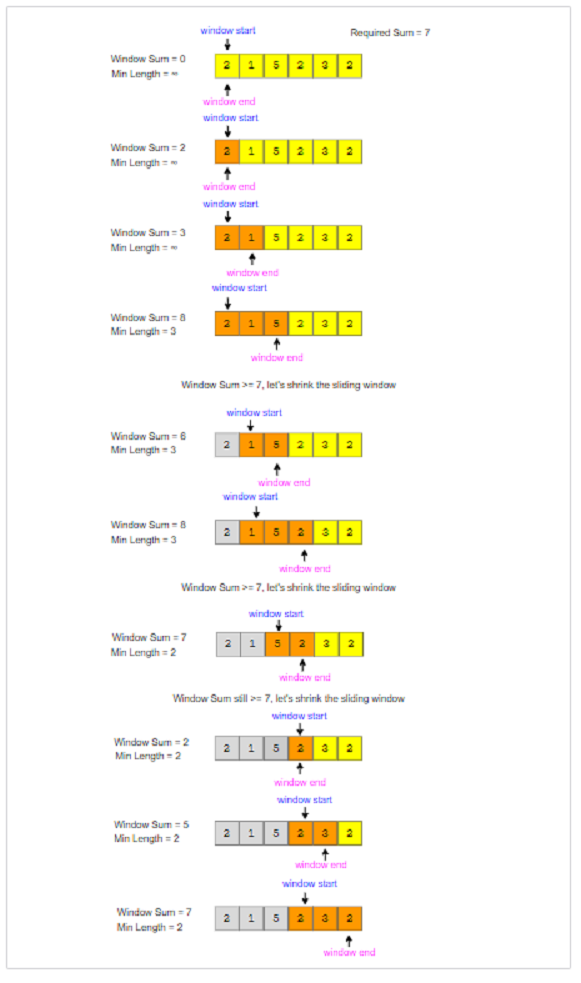 window start
Required Sum = 7
Window Sum = 0
Min Length = ∞
2 1 5 2 3 2
window end
window start
Window Sum = 2
Min Length = ∞
2 1 5 2 3 2
window end
window start
Window Sum = 3
Min Length = ∞
2 1 5 2 3 2
window end
window start
Window Sum = 8
Min Length = 3
2 1 5 2 3 2
window end
Window Sum >= 7, let's shrink the sliding window
window start
Window Sum = 6
Min Length = 3
2 1 5 2 3 2
window end
window start
Window Sum = 8
Min Length = 3
2 1 5 2 3 2
window end
Window Sum >= 7, let's shrink the sliding window
window start
Window Sum = 7
Min Length = 2
2 1 5 2 3 2
window end
Window Sum still >= 7, let's shrink the sliding window
window start
Window Sum = 2
Min Length = 2
2 1 5 2 3 2
window end
window start
Window Sum = 5
Min Length = 2
2 1 5 2 3 2
window end
window start
Window Sum = 7
Min Length = 2
2 1 5 2 3 2
window end